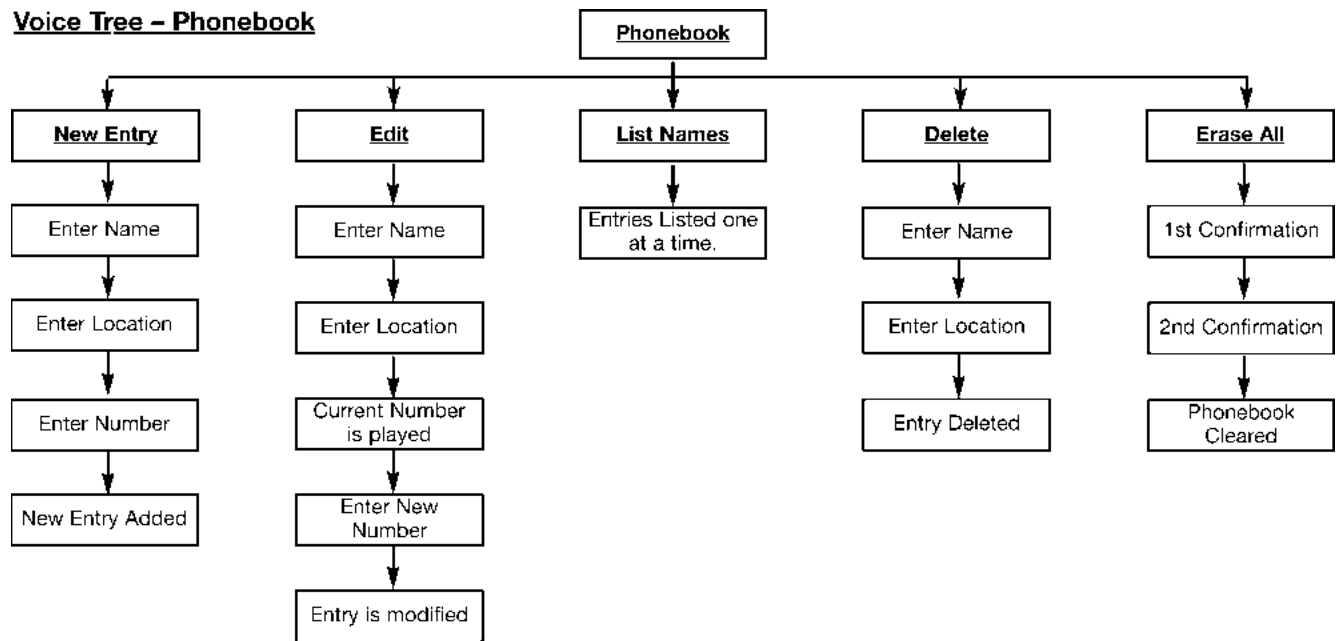 Voice Tree – Phonebook
Phonebook
New Entry
Enter Name
Enter Location
Enter Number
New Entry Added
Edit
Enter Name
Enter Location
Current Number
is played
Enter New
Number
Entry is modified
List Names
Entries Listed one
at a time.
Delete
Enter Name
Enter Location
Entry Deleted
Erase All
1st Confirmation
2nd Confirmation
Phonebook
Cleared